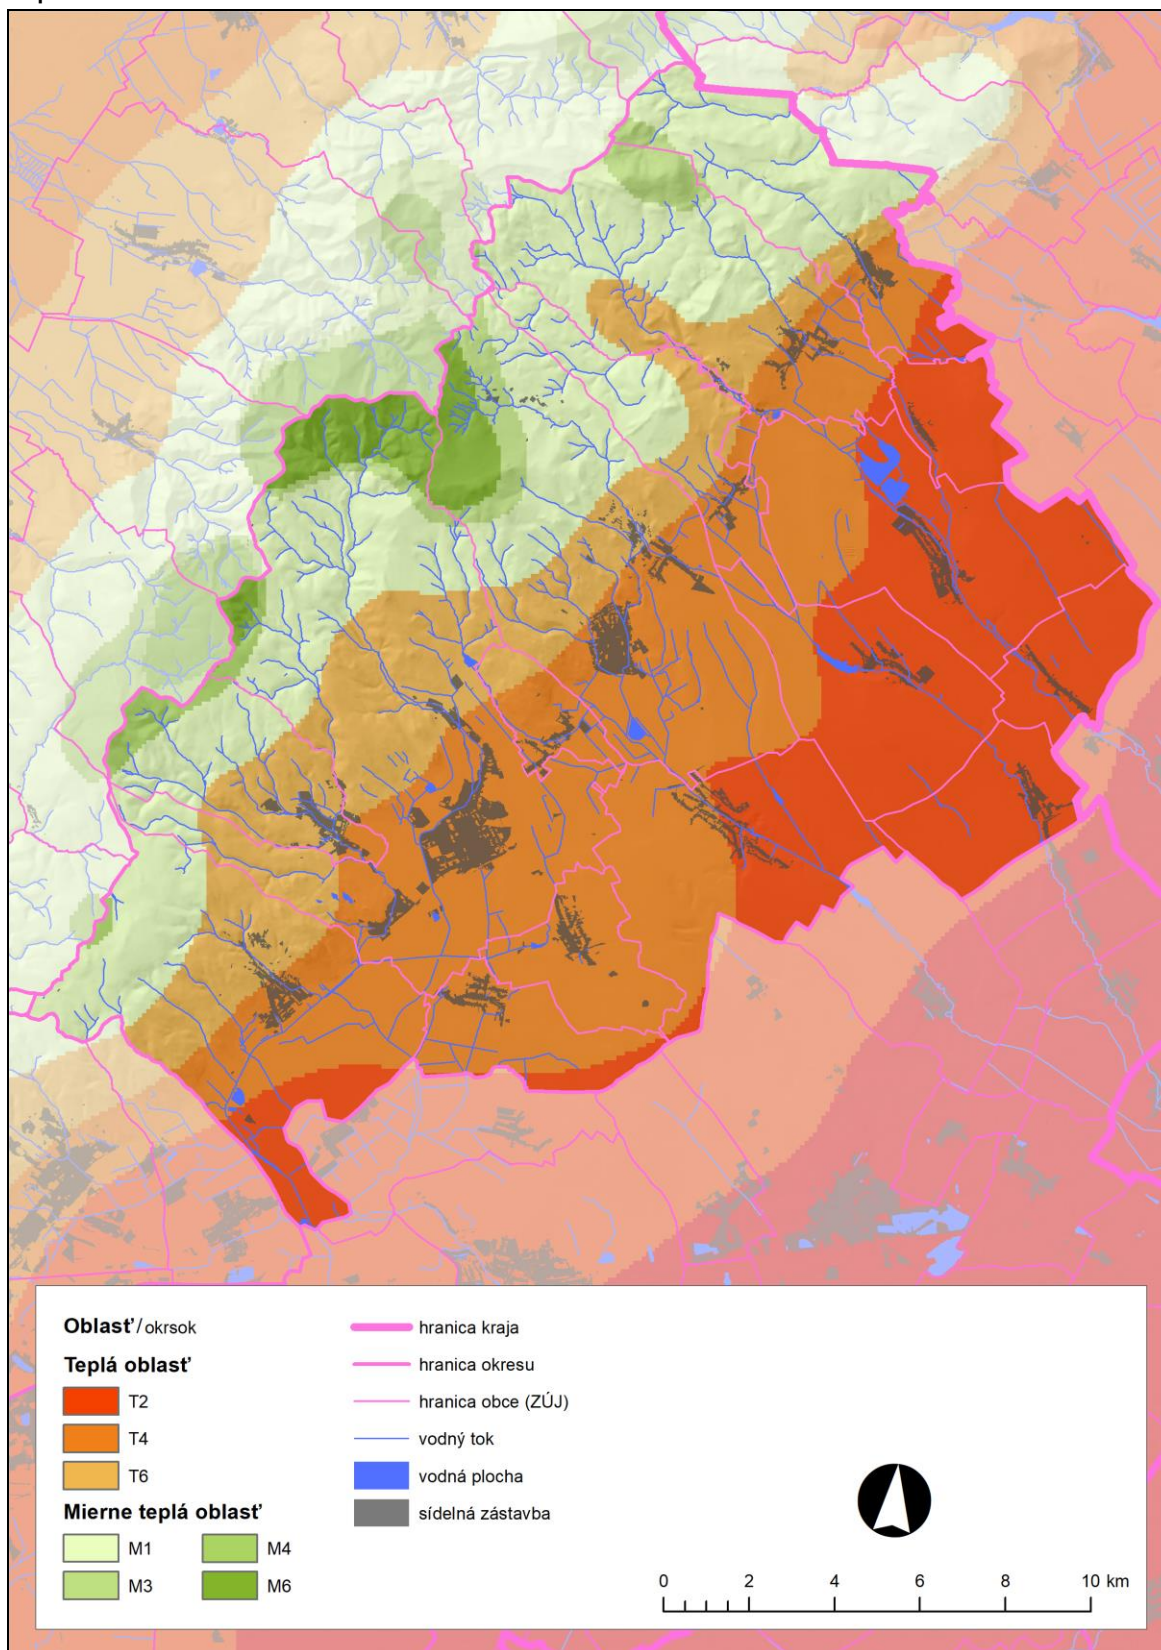 Oblasť/okrsok
Teplá oblasť
T2
T4
T6
Mierne teplá oblasť
M1
M4
M3
M6
hranica kraja
hranica okresu
hranica obce (ZÚJ)
vodný tok
vodná plocha
sídelná zástavba
0 2 4 6 8 10 km